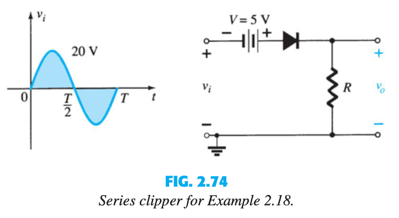 vi
20 V
0
T/2
T
t
V = 5 V
− +
+
vi
−
R
+
vo
−
FIG. 2.74
Series clipper for Example 2.18.